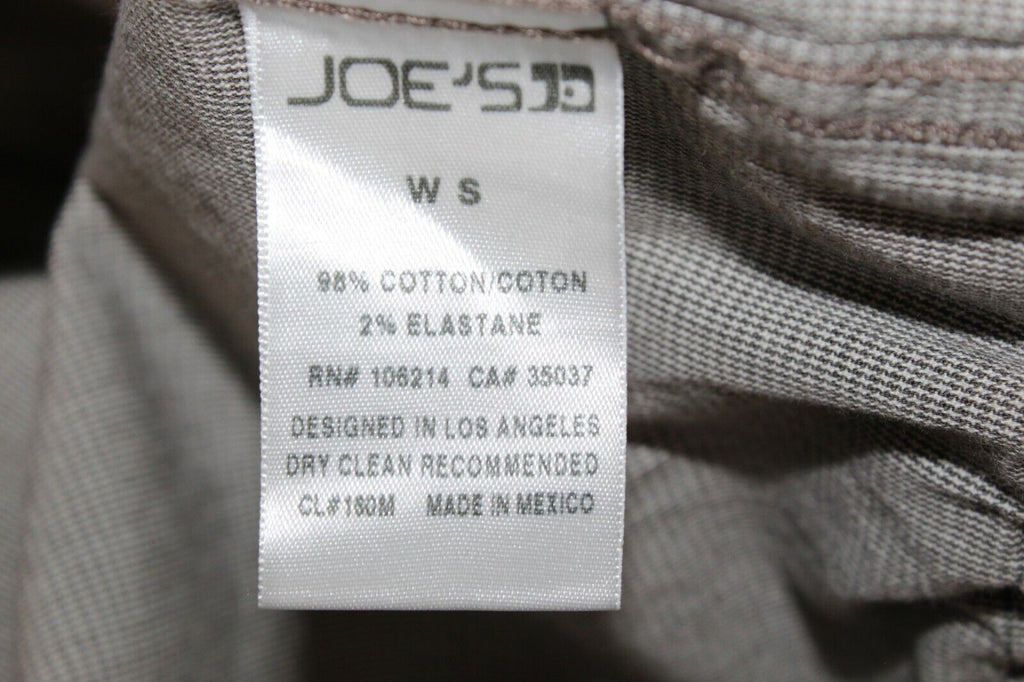 JOE'S
W S
98% COTTON/COTON
2% ELASTANE
RN# 106214 CA# 35037
DESIGNED IN LOS ANGELES
DRY CLEAN RECOMMENDED
CL#160M MADE IN MEXICO